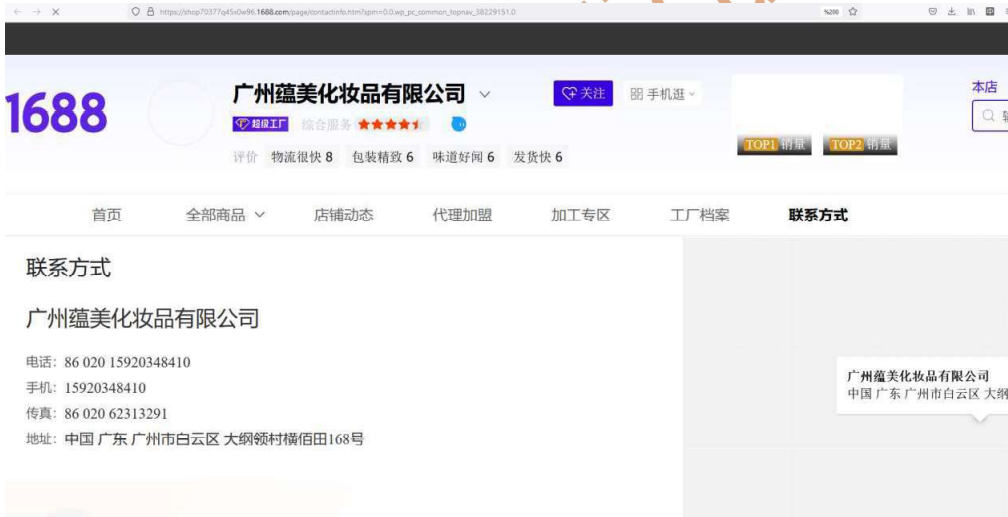 https://shop70377q45s0w96.1688.com/page/contactinfo.htm?spm=0.0.wp_pc_common_topnav_38229151.0 %200
1688
广州蕴美化妆品有限公司
关注 手机逛
本店
超级工厂 综合服务
评价 物流很快 8 包装精致 6 味道好闻 6 发货快 6
TOP1 销量 TOP2 销量
首页 全部商品 店铺动态 代理加盟 加工专区 工厂档案 联系方式
联系方式
广州蕴美化妆品有限公司
电话: 86 020 15920348410
手机: 15920348410
传真: 86 020 62313291
地址: 中国 广东 广州市白云区 大纲领村横佰田168号
广州蕴美化妆品有限公司
中国 广东 广州市白云区 大纲